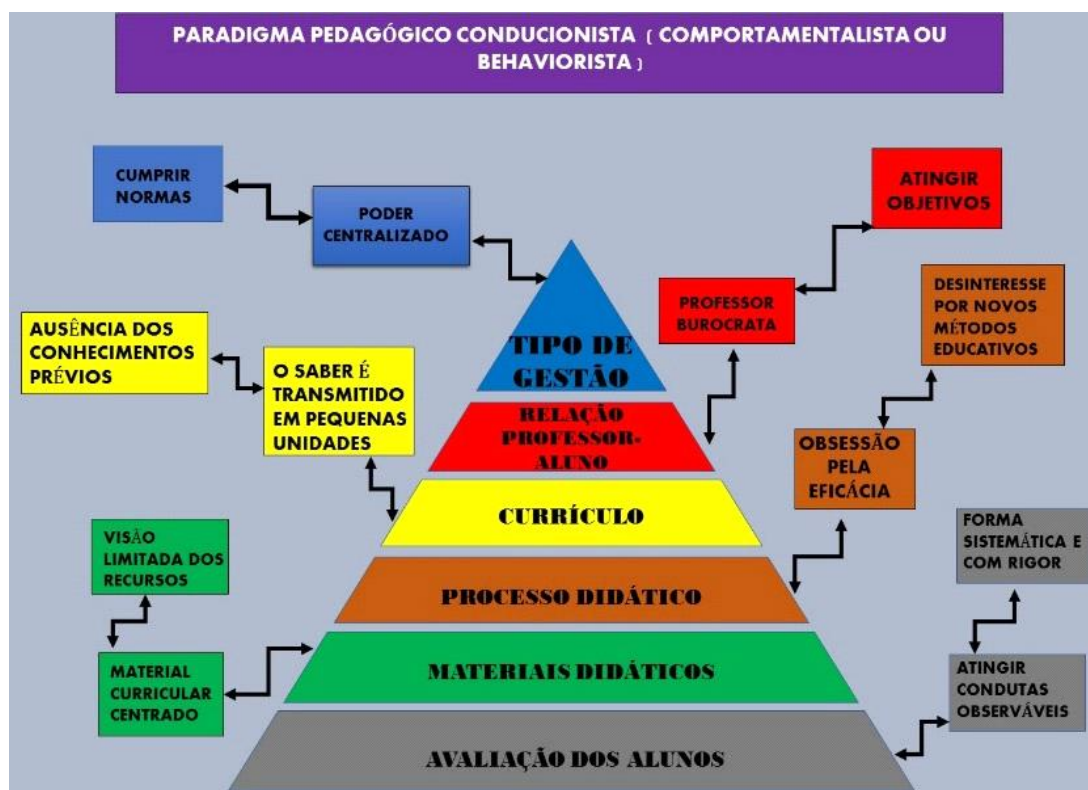 PARADIGMA PEDAGÓGICO CONDUCIONISTA ( COMPORTAMENTALISTA OU
BEHAVIORISTA )
CUMPRIR
NORMAS
PODER
CENTRALIZADO
ATINGIR
OBJETIVOS
PROFESSOR
BUROCRATA
DESINTERESSE
POR NOVOS
MÉTODOS
EDUCATIVOS
AUSÊNCIA DOS
CONHECIMENTOS
PRÉVIOS
O SABER É
TRANSMITIDO
EM PEQUENAS
UNIDADES
TIPO DE
GESTÃO
RELAÇÃO
PROFESSOR-
ALUNO
OBSESSÃO
PELA
EFICÁCIA
CURRÍCULO
FORMA
SISTEMÁTICA E
COM RIGOR
VISÃO
LIMITADA DOS
RECURSOS
PROCESSO DIDÁTICO
MATERIAL
CURRICULAR
CENTRADO
MATERIAIS DIDÁTICOS
ATINGIR
CONDUTAS
OBSERVÁVEIS
AVALIAÇÃO DOS ALUNOS